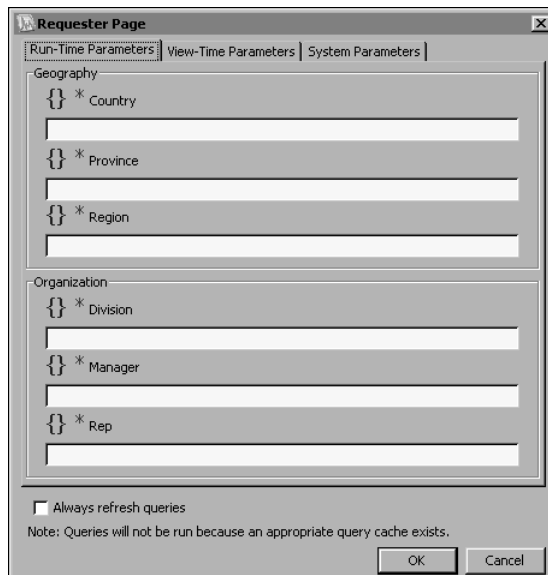 Requester Page
Run-Time Parameters View-Time Parameters System Parameters
Geography
{} * Country
{} * Province
{} * Region
Organization
{} * Division
{} * Manager
{} * Rep
Always refresh queries
Note: Queries will not be run because an appropriate query cache exists.
OK Cancel